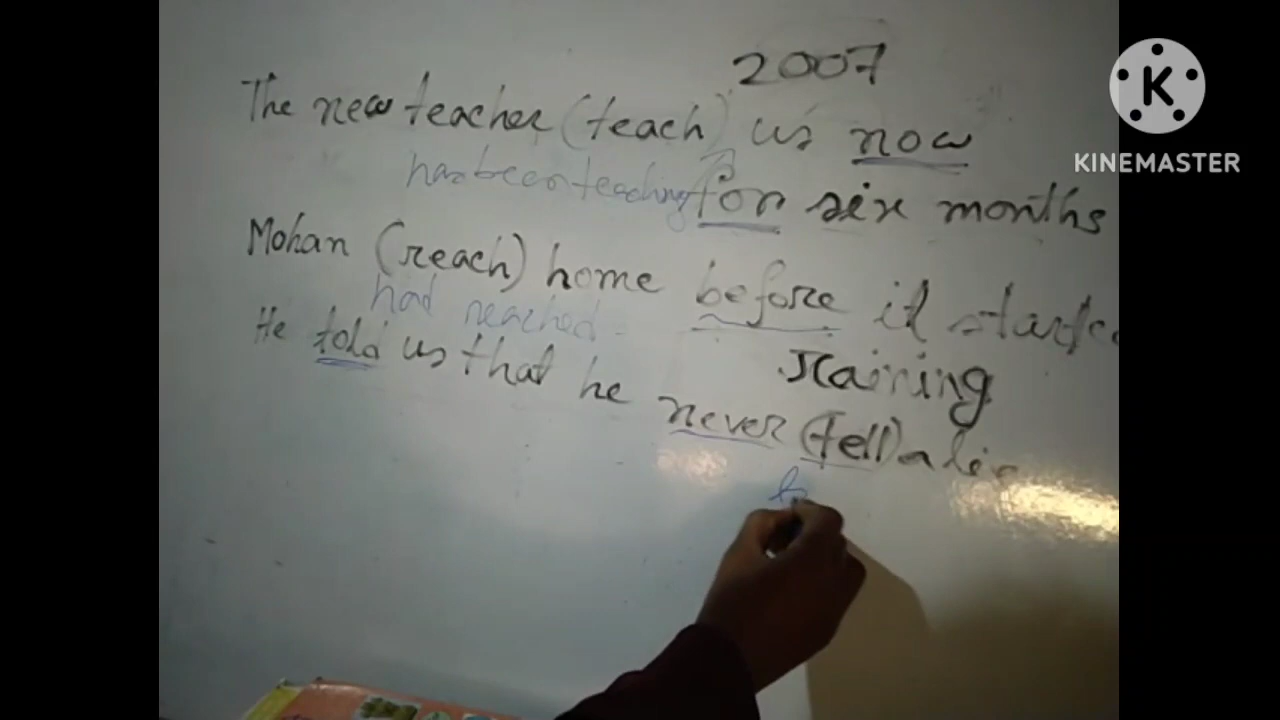 2007
The new teacher (teach) us now
has been teaching for six months
Mohan (reach) home before it started
had reached.
raining
He told us that he never (tell) a lie
K
KINEMASTER